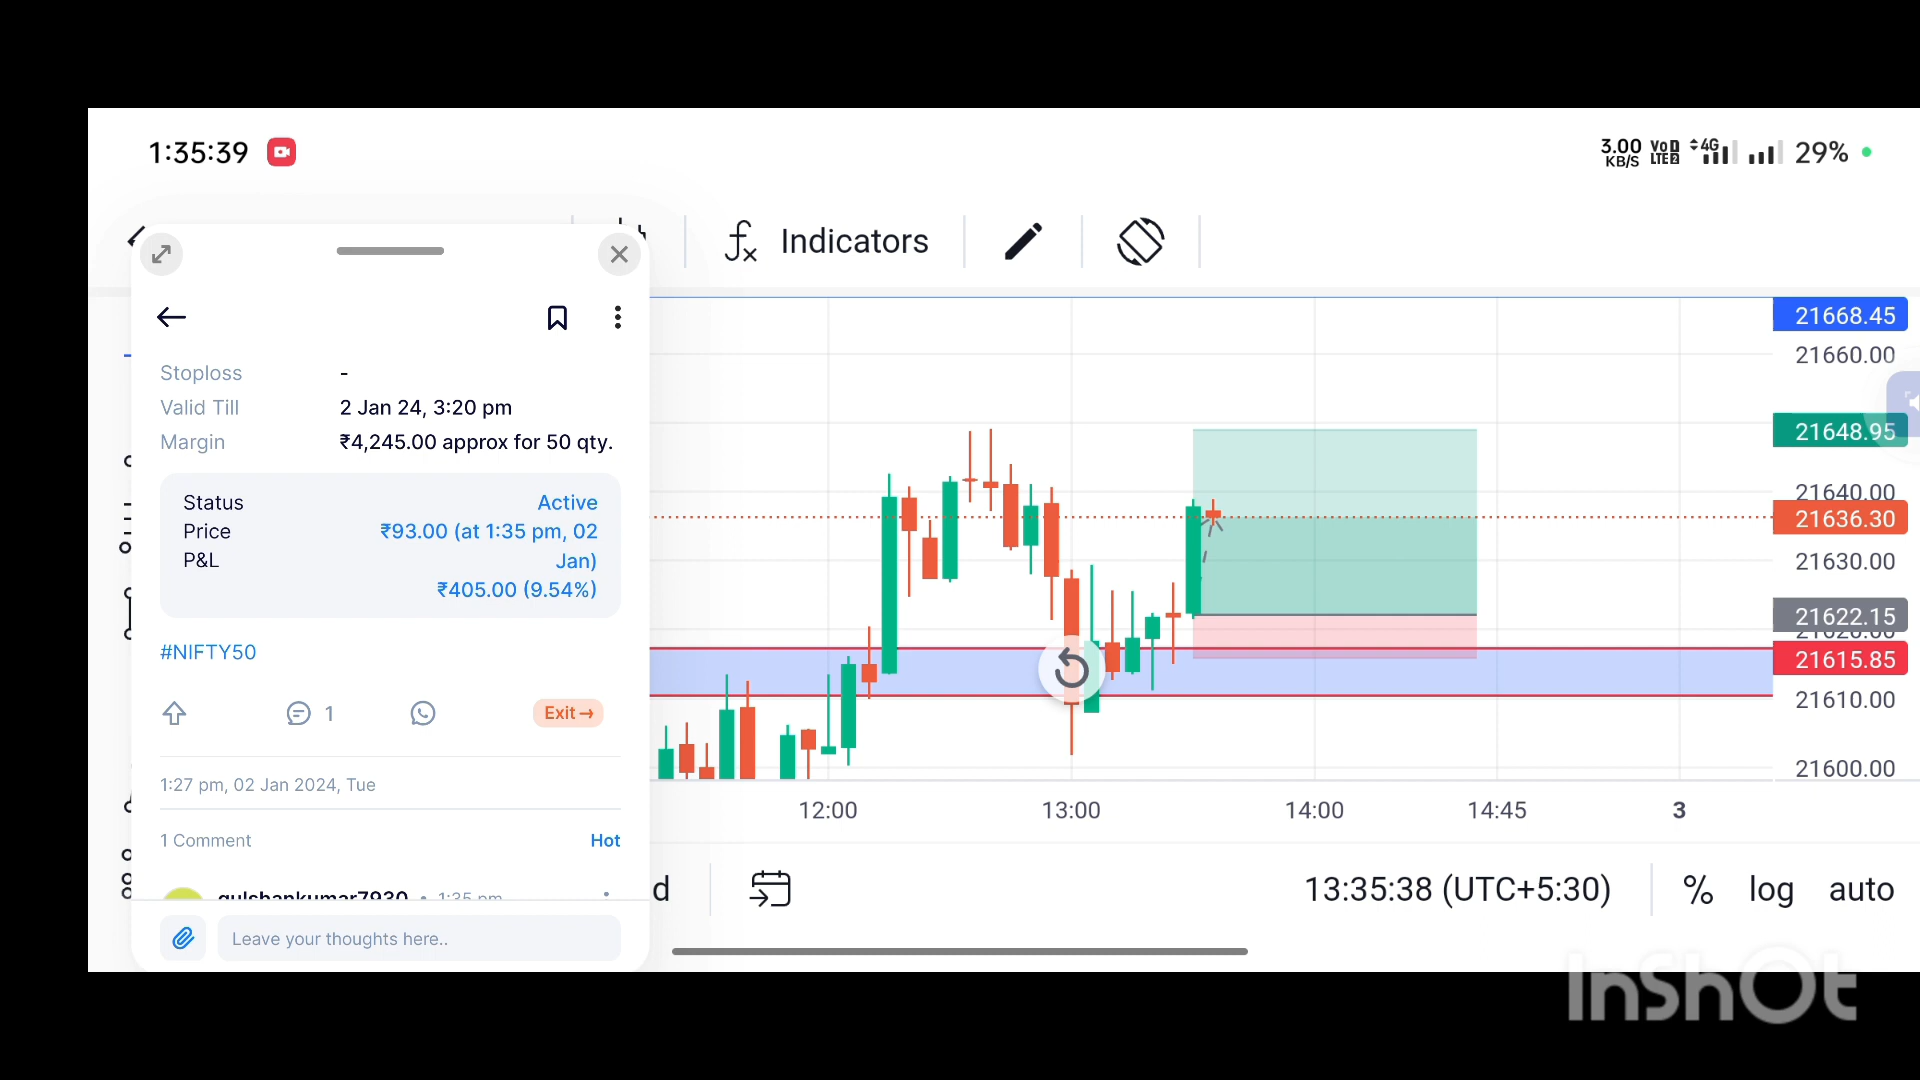 1:35:39
3.00 KB/S VoD LTE2 4G 29%
Indicators
Stoploss -
Valid Till 2 Jan 24, 3:20 pm
Margin ₹4,245.00 approx for 50 qty.
Status Active
Price ₹93.00 (at 1:35 pm, 02 Jan)
P&L ₹405.00 (9.54%)
#NIFTY50
1 Exit→
1:27 pm, 02 Jan 2024, Tue
1 Comment Hot
gulshankumar7930 • 1:35 pm
Leave your thoughts here..
21668.45
21660.00
21648.95
21640.00
21636.30
21630.00
21622.15
21620.00
21615.85
21610.00
21600.00
12:00 13:00 14:00 14:45 3
d 13:35:38 (UTC+5:30) % log auto
InShOt